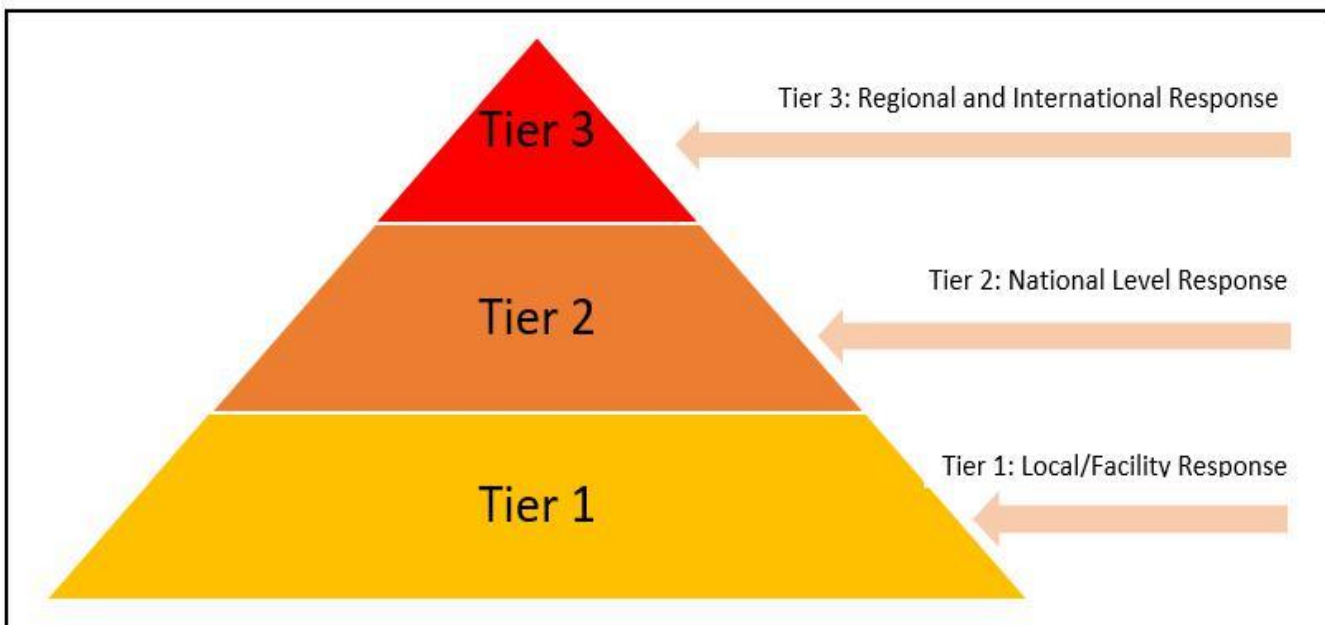 Tier 3
Tier 3: Regional and International Response
Tier 2
Tier 2: National Level Response
Tier 1
Tier 1: Local/Facility Response